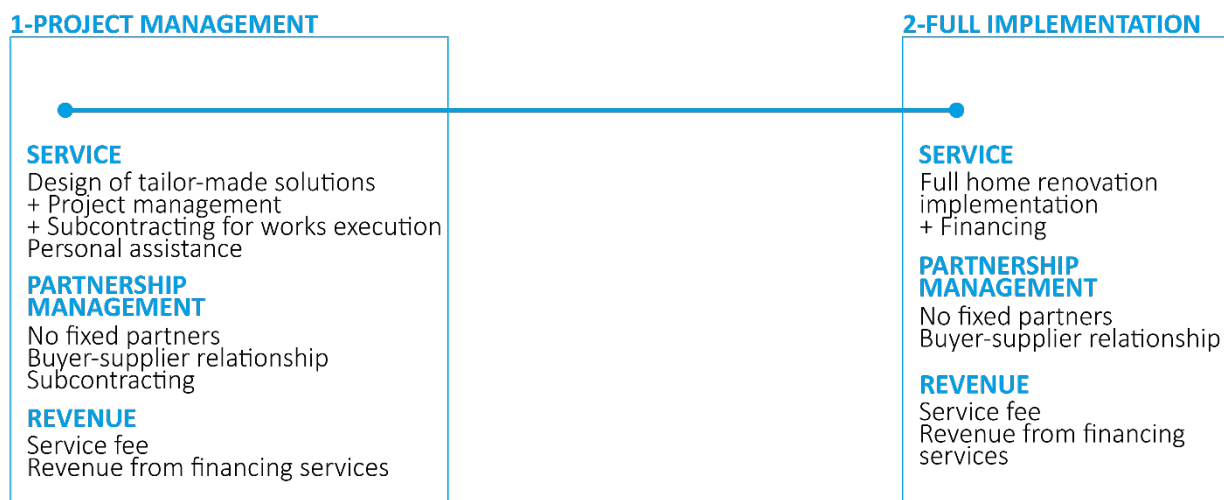 1-PROJECT MANAGEMENT
SERVICE
Design of tailor-made solutions
+ Project management
+ Subcontracting for works execution
Personal assistance
PARTNERSHIP
MANAGEMENT
No fixed partners
Buyer-supplier relationship
Subcontracting
REVENUE
Service fee
Revenue from financing services
2-FULL IMPLEMENTATION
SERVICE
Full home renovation
implementation
+ Financing
PARTNERSHIP
MANAGEMENT
No fixed partners
Buyer-supplier relationship
REVENUE
Service fee
Revenue from financing
services